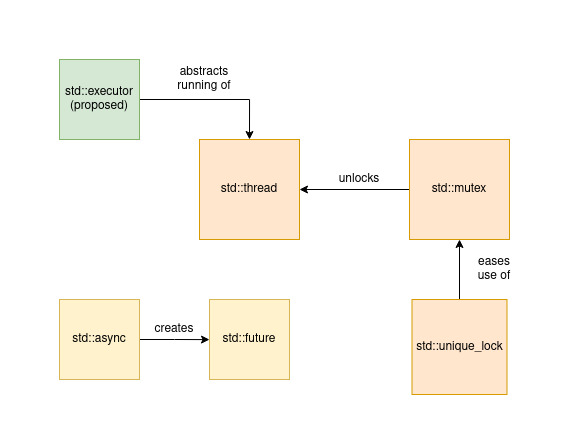 std::executor
(proposed)
abstracts
running of
std::thread
unlocks
std::mutex
eases
use of
std::async
creates
std::future
std::unique_lock